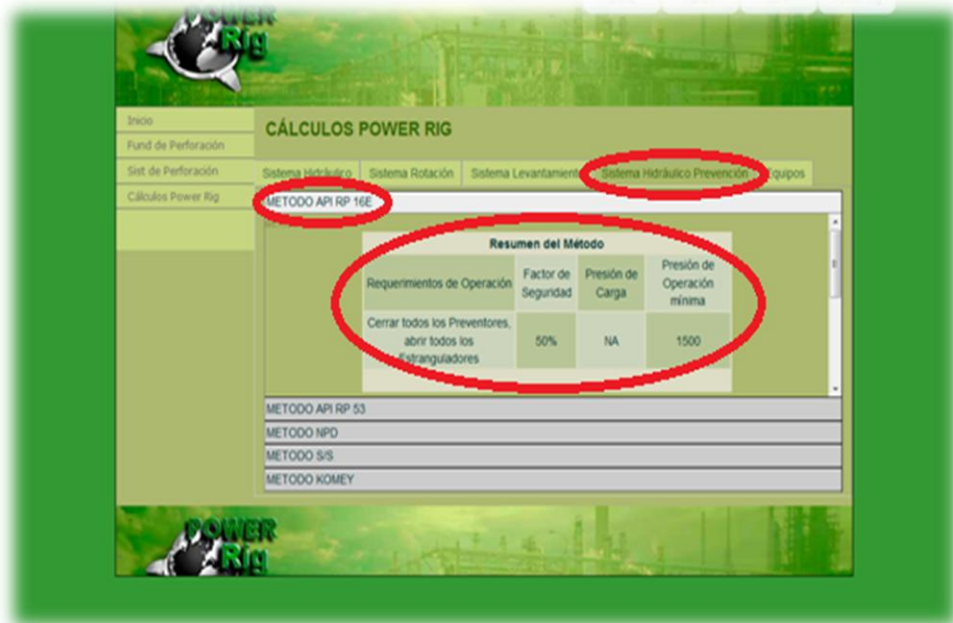 POWER
Rig
Inicio
Fund de Perforación
Sist de Perforación
Cálculos Power Rig
CÁLCULOS POWER RIG
Sistema Hidráulico
Sistema Rotación
Sistema Levantamiento
Sistema Hidráulico Prevención
Equipos
METODO API RP 16E
Resumen del Método
Requerimientos de Operación
Factor de
Seguridad
Presión de
Carga
Presión de
Operación
mínima
Cerrar todos los Preventores,
abrir todos los
Estranguladores
50%
NA
1500
METODO API RP 53
METODO NPD
METODO S/S
METODO KOMEY
POWER
Rig